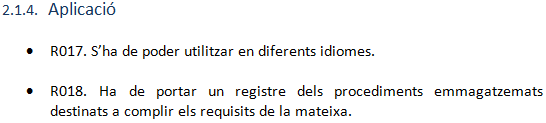 2.1.4. Aplicació
• R017. S'ha de poder utilitzar en diferents idiomes.
• R018. Ha de portar un registre dels procediments emmagatzemats
destinats a complir els requisits de la mateixa.